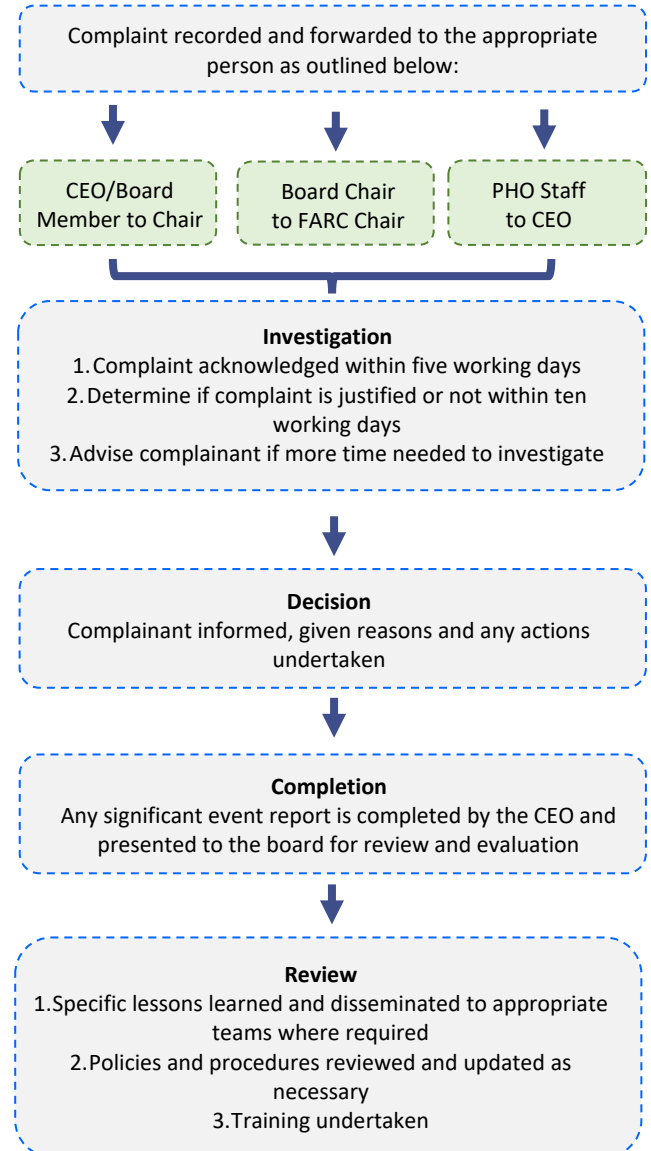 Complaint recorded and forwarded to the appropriate
person as outlined below:
CEO/Board
Member to Chair
Board Chair
to FARC Chair
PHO Staff
to CEO
Investigation
1.Complaint acknowledged within five working days
2.Determine if complaint is justified or not within ten
working days
3.Advise complainant if more time needed to investigate
Decision
Complainant informed, given reasons and any actions
undertaken
Completion
Any significant event report is completed by the CEO and
presented to the board for review and evaluation
Review
1.Specific lessons learned and disseminated to appropriate
teams where required
2.Policies and procedures reviewed and updated as
necessary
3.Training undertaken